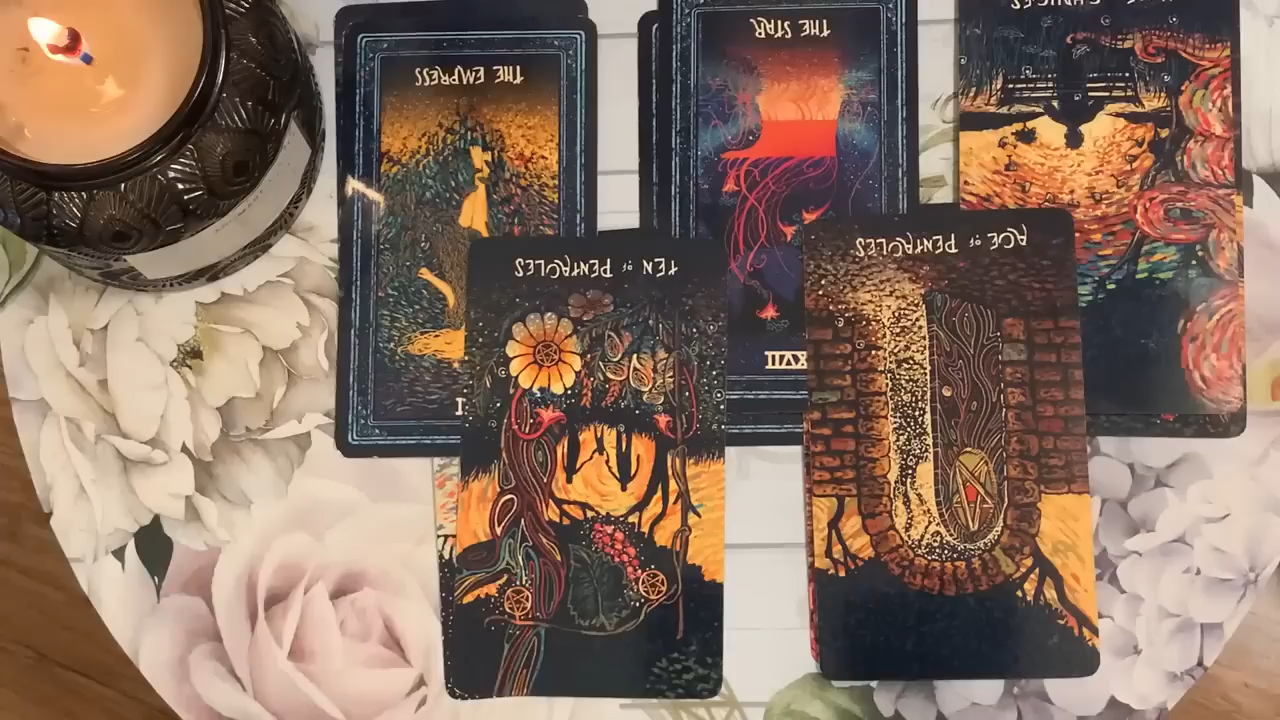 THE EMPRESS
THE STAR
XVII
TEN OF PENTACLES
ACE OF PENTACLES